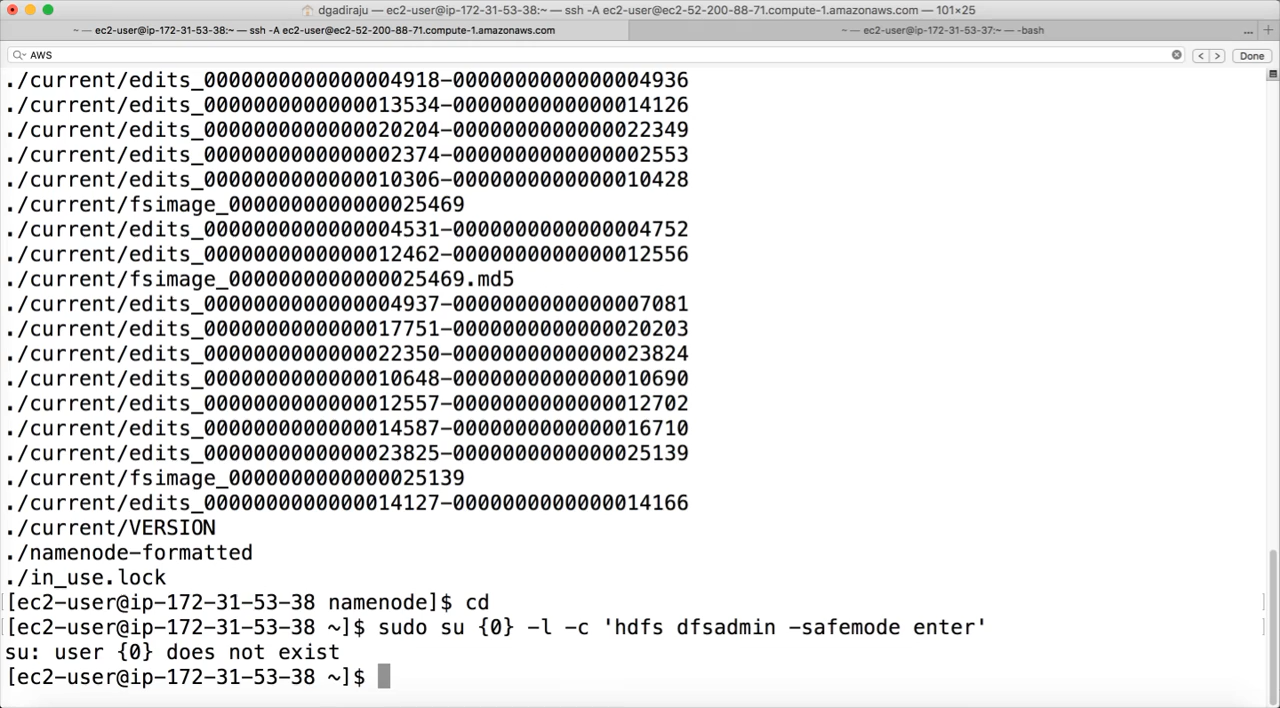 dgadiraju — ec2-user@ip-172-31-53-38:~ — ssh -A ec2-user@ec2-52-200-88-71.compute-1.amazonaws.com — 101×25
~ — ec2-user@ip-172-31-53-38:~ — ssh -A ec2-user@ec2-52-200-88-71.compute-1.amazonaws.com
~ — ec2-user@ip-172-31-53-37:~ — -bash
... +
AWS
< > Done
./current/edits_0000000000000004918-0000000000000004936
./current/edits_0000000000000013534-0000000000000014126
./current/edits_0000000000000020204-0000000000000022349
./current/edits_0000000000000002374-0000000000000002553
./current/edits_0000000000000010306-0000000000000010428
./current/fsimage_0000000000000025469
./current/edits_0000000000000004531-0000000000000004752
./current/edits_0000000000000012462-0000000000000012556
./current/fsimage_0000000000000025469.md5
./current/edits_0000000000000004937-0000000000000007081
./current/edits_0000000000000017751-0000000000000020203
./current/edits_0000000000000022350-0000000000000023824
./current/edits_0000000000000010648-0000000000000010690
./current/edits_0000000000000012557-0000000000000012702
./current/edits_0000000000000014587-0000000000000016710
./current/edits_0000000000000023825-0000000000000025139
./current/fsimage_0000000000000025139
./current/edits_0000000000000014127-0000000000000014166
./current/VERSION
./namenode-formatted
./in_use.lock
[ec2-user@ip-172-31-53-38 namenode]$ cd
[ec2-user@ip-172-31-53-38 ~]$ sudo su {0} -l -c 'hdfs dfsadmin -safemode enter'
su: user {0} does not exist
[ec2-user@ip-172-31-53-38 ~]$